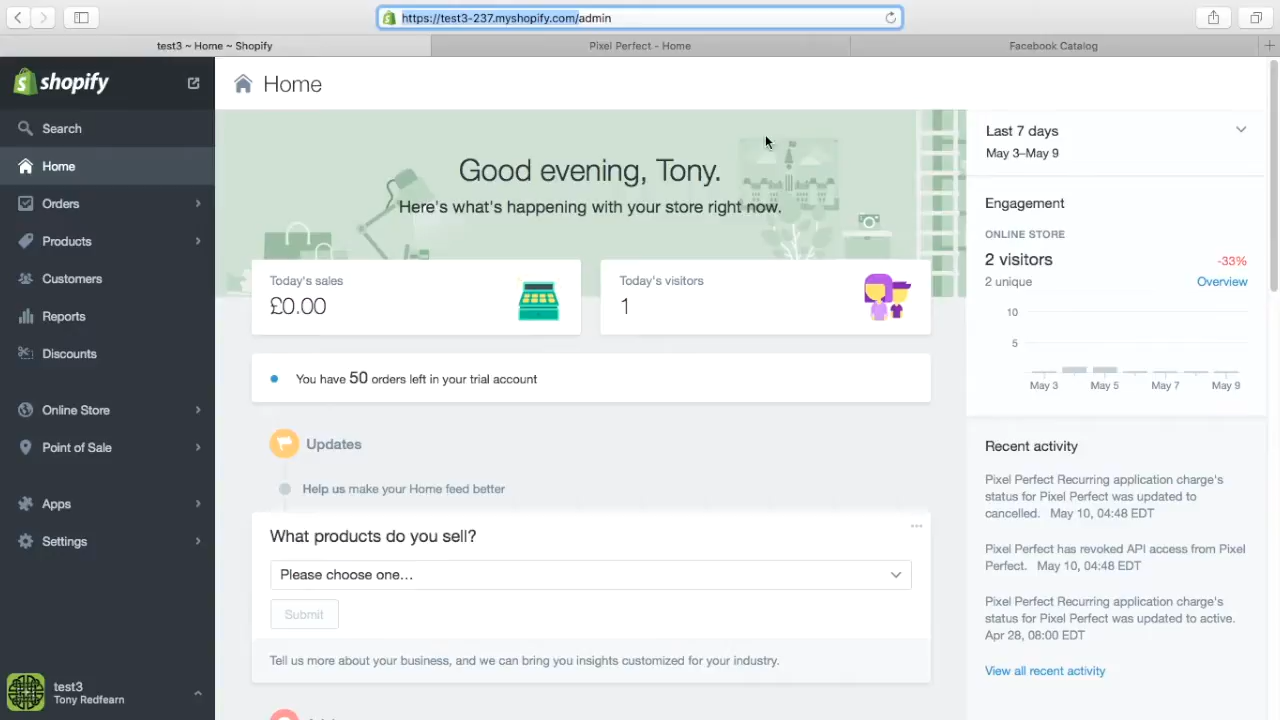 https://test3-237.myshopify.com/admin
test3 ~ Home ~ Shopify
Pixel Perfect - Home
Facebook Catalog
shopify
Search
Home
Orders
Products
Customers
Reports
Discounts
Online Store
Point of Sale
Apps
Settings
test3
Tony Redfearn
Home
Good evening, Tony.
Here's what's happening with your store right now.
Today's sales
£0.00
Today's visitors
1
You have 50 orders left in your trial account
Updates
Help us make your Home feed better
What products do you sell?
Please choose one...
Submit
Tell us more about your business, and we can bring you insights customized for your industry.
Last 7 days
May 3–May 9
Engagement
ONLINE STORE
2 visitors
-33%
2 unique
Overview
10
5
May 3
May 5
May 7
May 9
Recent activity
Pixel Perfect Recurring application charge's
status for Pixel Perfect was updated to
cancelled. May 10, 04:48 EDT
Pixel Perfect has revoked API access from Pixel
Perfect. May 10, 04:48 EDT
Pixel Perfect Recurring application charge's
status for Pixel Perfect was updated to active.
Apr 28, 08:00 EDT
View all recent activity